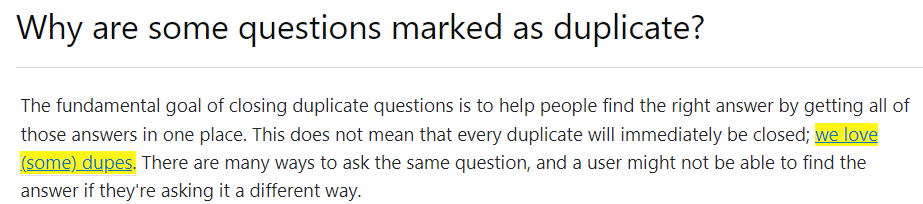 Why are some questions marked as duplicate?
The fundamental goal of closing duplicate questions is to help people find the right answer by getting all of
those answers in one place. This does not mean that every duplicate will immediately be closed; we love
(some) dupes. There are many ways to ask the same question, and a user might not be able to find the
answer if they're asking it a different way.